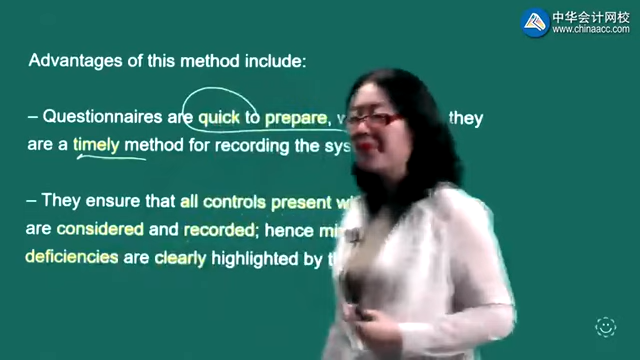 中华会计网校
www.chinaacc.com
Advantages of this method include:
– Questionnaires are quick to prepare, they
are a timely method for recording the
– They ensure that all controls present
are considered and recorded; hence
deficiencies are clearly highlighted by